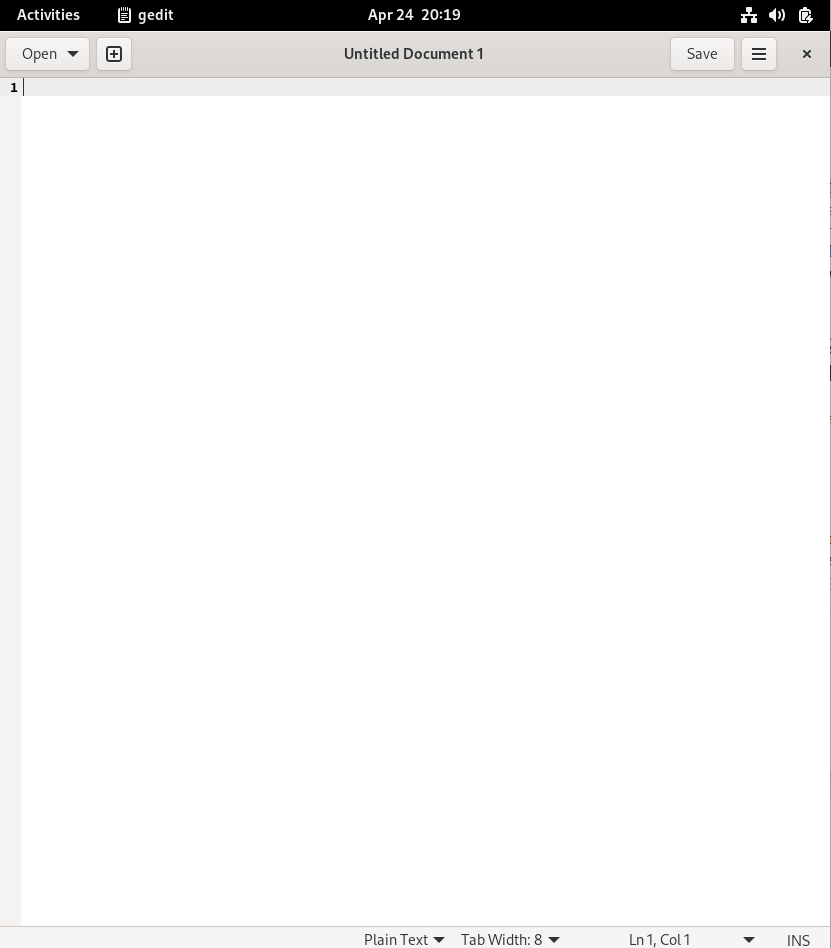 Activities gedit Apr 24 20:19
Open Untitled Document 1 Save
1
Plain Text Tab Width: 8 Ln 1, Col 1 INS